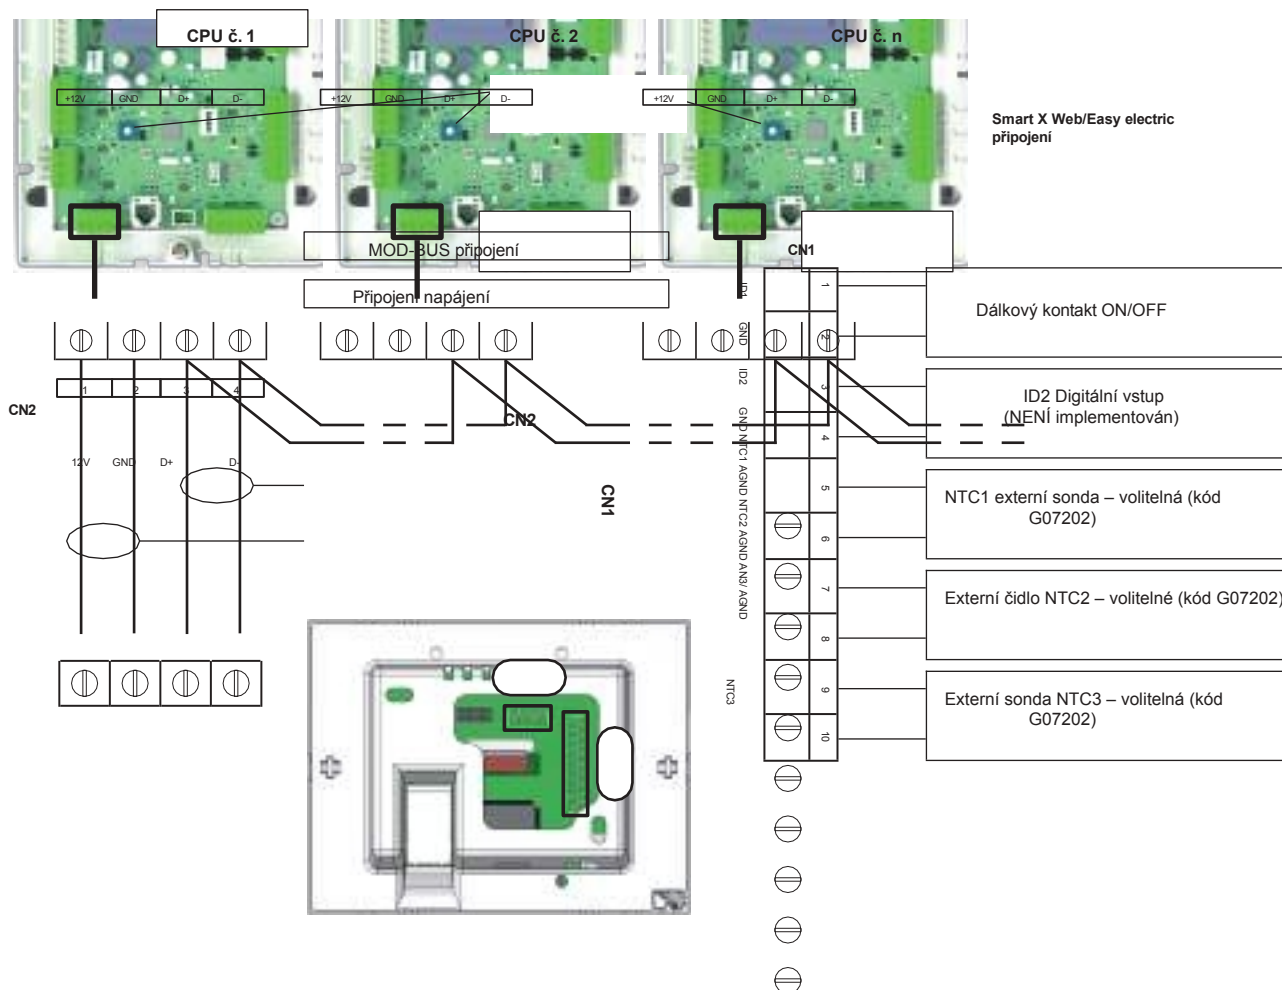 CPU č. 1
CPU č. 2
CPU č. n
+12V GND D+ D-
+12V GND D+ D-
+12V GND D+ D-
Smart X Web/Easy electric
připojení
MOD-BUS připojení
CN1
Připojení napájení
ID1
GND
ID2
GND NTC1 AGND NTC2 AGND AN3/ AGND
NTC3
1
2
3
4
5
6
7
8
9
10
Dálkový kontakt ON/OFF
ID2 Digitální vstup
(NENÍ implementován)
NTC1 externí sonda – volitelná (kód
G07202)
Externí čidlo NTC2 – volitelné (kód G07202)
Externí sonda NTC3 – volitelná (kód
G07202)
1 2 3 4
CN2
CN2
12V GND D+ D-
CN1